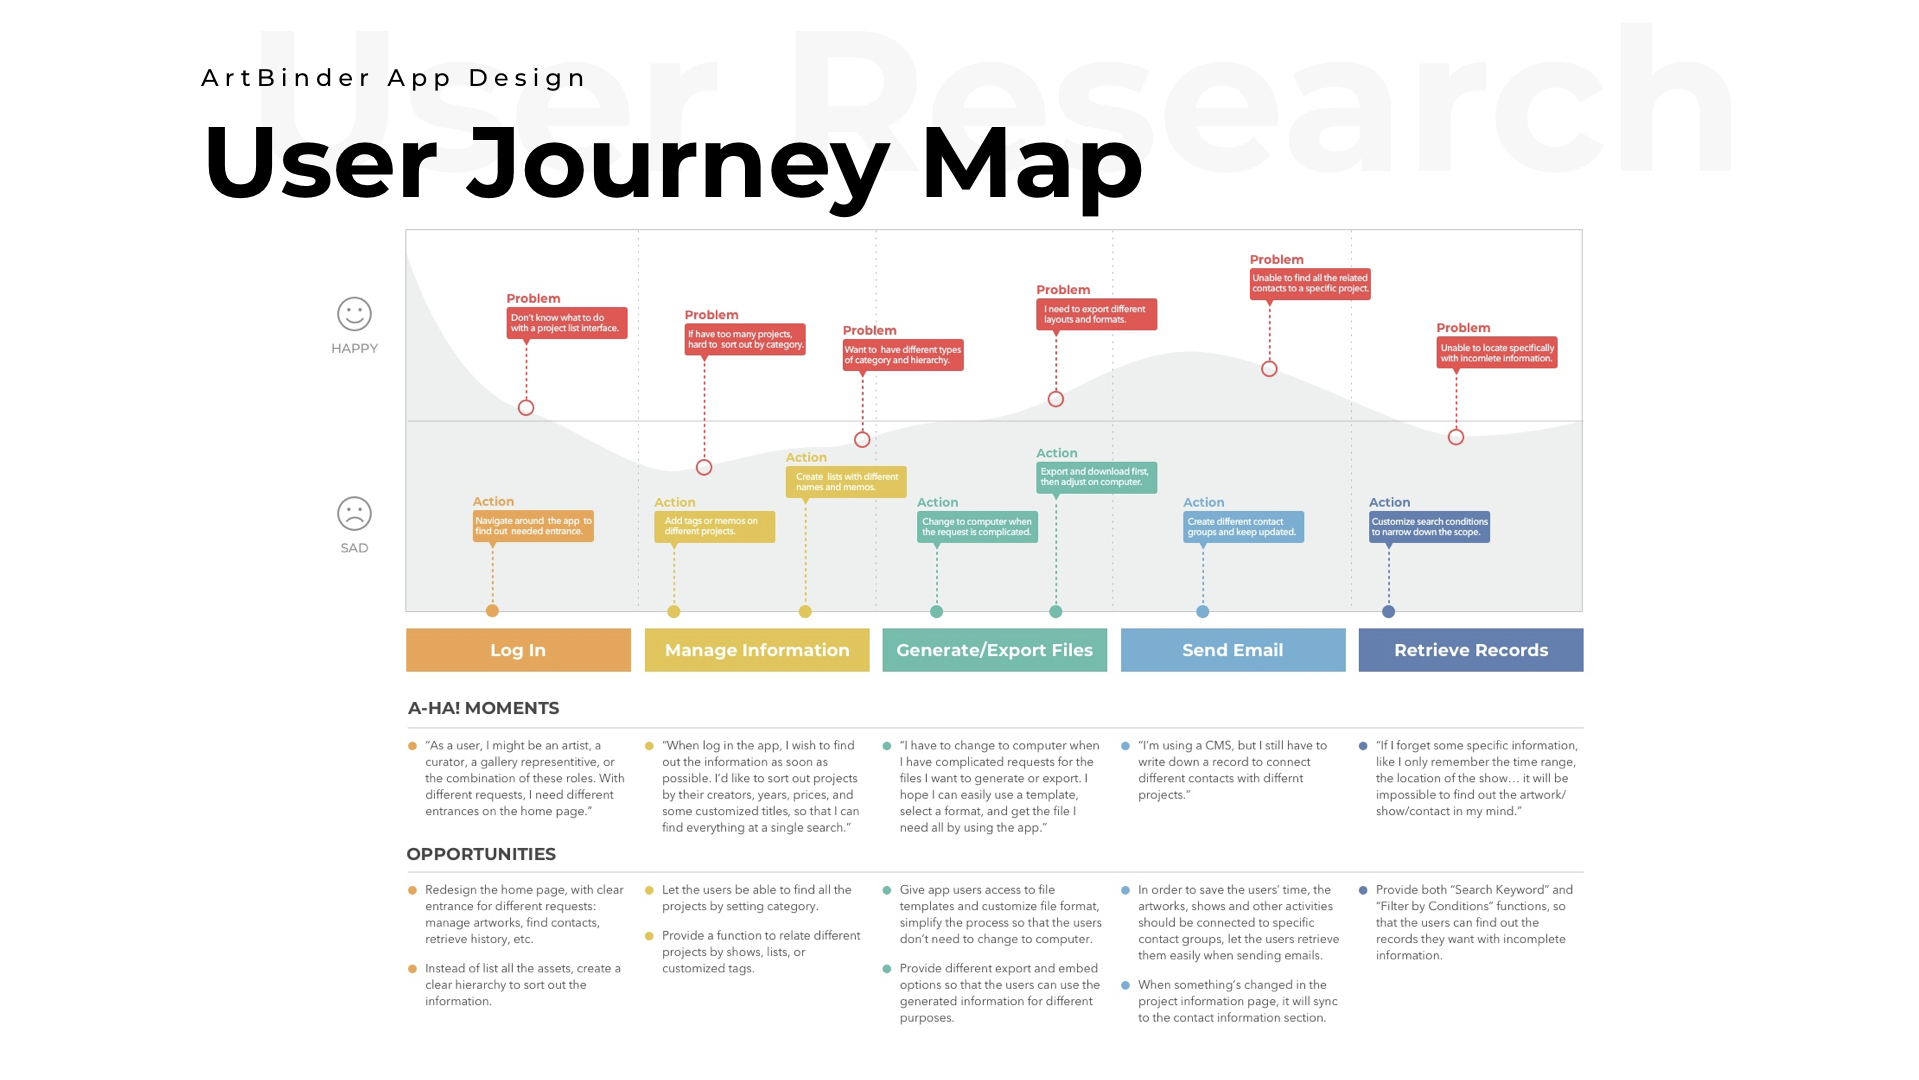 User Research
ArtBinder App Design
User Journey Map
HAPPY
SAD
Problem
Don't know what to do
with a project list interface.
Problem
If have too many projects,
hard to sort out by category.
Problem
Want to have different types
of category and hierarchy.
Problem
I need to export different
layouts and formats.
Problem
Unable to find all the related
contacts to a specific project.
Problem
Unable to locate specifically
with incomlete information.
Action
Navigate around the app to
find out needed entrance.
Action
Add tags or memos on
different projects.
Action
Create lists with different
names and memos.
Action
Change to computer when
the request is complicated.
Action
Export and download first,
then adjust on computer.
Action
Create different contact
groups and keep updated.
Action
Customize search conditions
to narrow down the scope.
Log In
Manage Information
Generate/Export Files
Send Email
Retrieve Records
A-HA! MOMENTS
“As a user, I might be an artist, a
curator, a gallery representitive, or
the combination of these roles. With
different requests, I need different
entrances on the home page.”
“When log in the app, I wish to find
out the information as soon as
possible. I’d like to sort out projects
by their creators, years, prices, and
some customized titles, so that I can
find everything at a single search.”
“I have to change to computer when
I have complicated requests for the
files I want to generate or export. I
hope I can easily use a template,
select a format, and get the file I
need all by using the app.”
“I’m using a CMS, but I still have to
write down a record to connect
different contacts with differnt
projects.”
“If I forget some specific information,
like I only remember the time range,
the location of the show... it will be
impossible to find out the artwork/
show/contact in my mind.”
OPPORTUNITIES
Redesign the home page, with clear
entrance for different requests:
manage artworks, find contacts,
retrieve history, etc.
Instead of list all the assets, create a
clear hierarchy to sort out the
information.
Let the users be able to find all the
projects by setting category.
Provide a function to relate different
projects by shows, lists, or
customized tags.
Give app users access to file
templates and customize file format,
simplify the process so that the users
don’t need to change to computer.
Provide different export and embed
options so that the users can use the
generated information for different
purposes.
In order to save the users’ time, the
artworks, shows and other activities
should be connected to specific
contact groups, let the users retrieve
them easily when sending emails.
When something’s changed in the
project information page, it will sync
to the contact information section.
Provide both “Search Keyword” and
“Filter by Conditions” functions, so
that the users can find out the
records they want with incomplete
information.